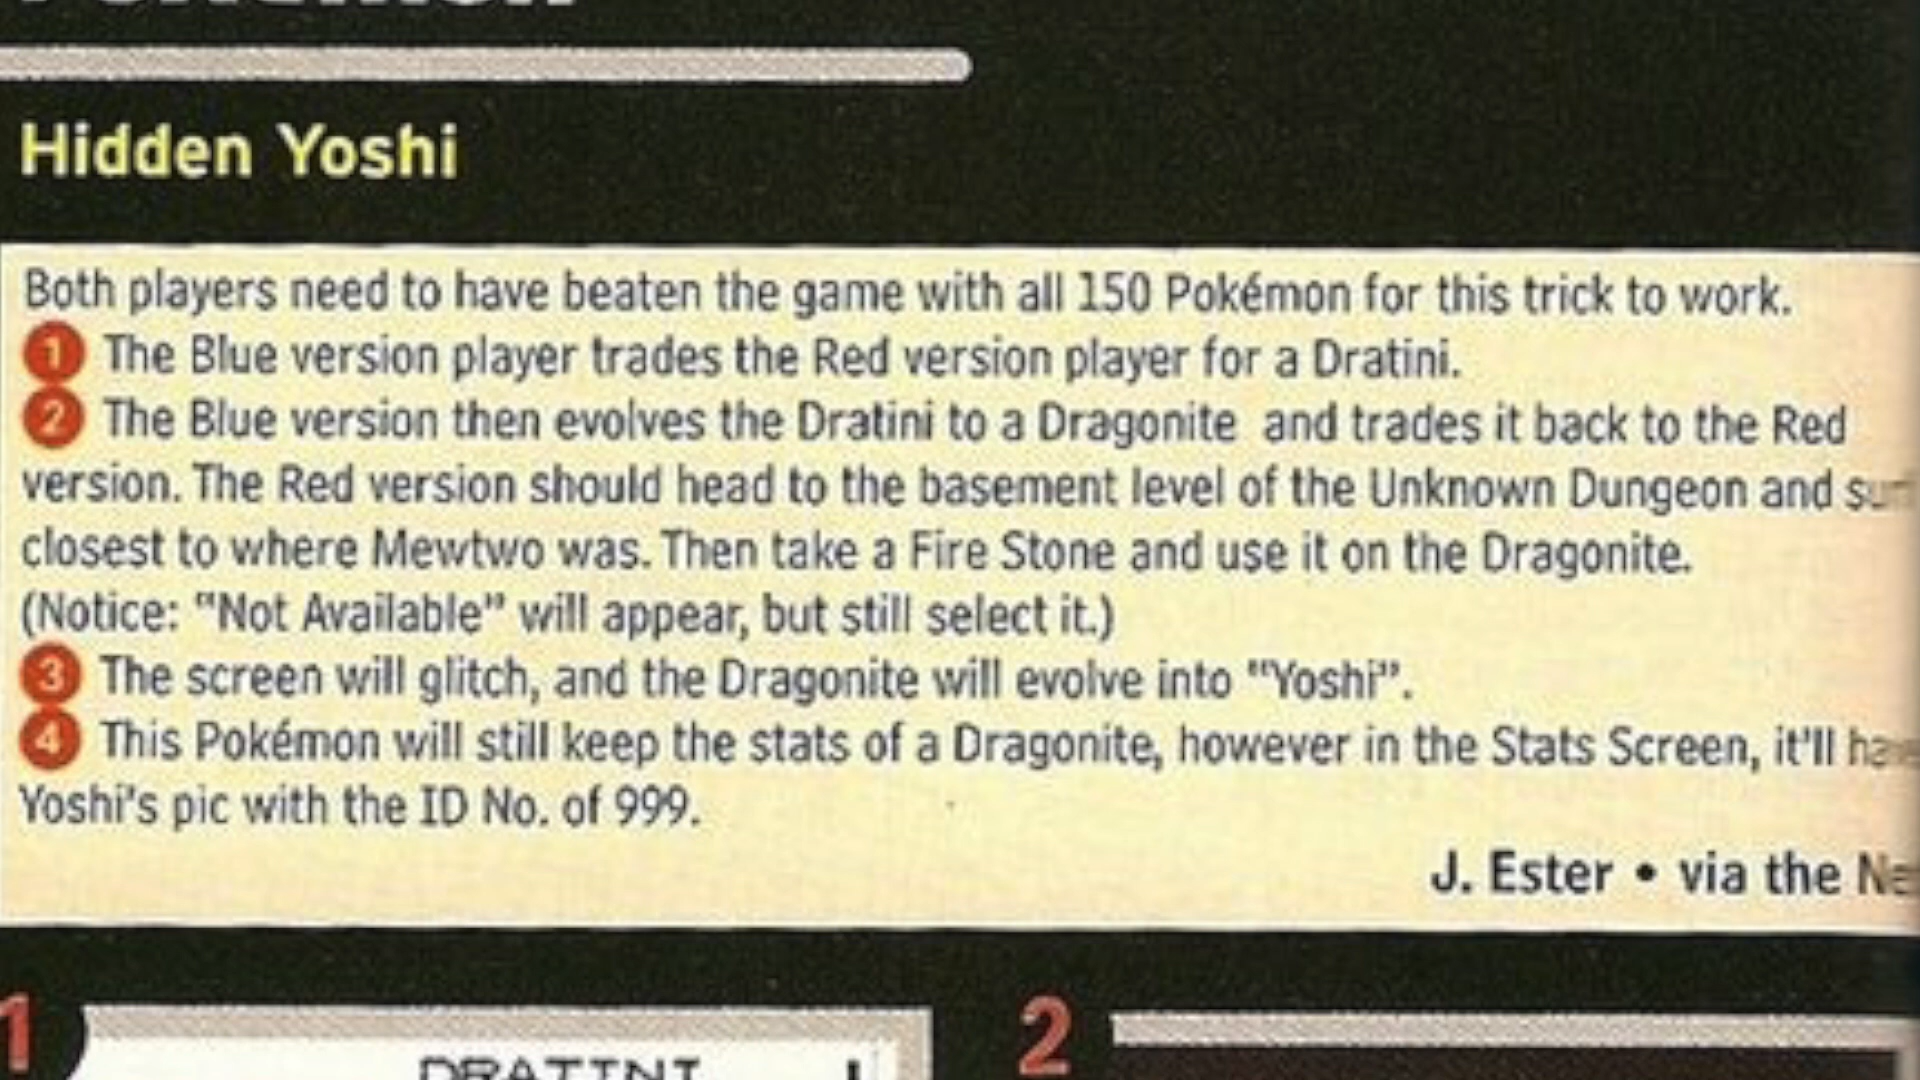 Hidden Yoshi
Both players need to have beaten the game with all 150 Pokémon for this trick to work.
1 The Blue version player trades the Red version player for a Dratini.
2 The Blue version then evolves the Dratini to a Dragonite and trades it back to the Red
version. The Red version should head to the basement level of the Unknown Dungeon and surf
closest to where Mewtwo was. Then take a Fire Stone and use it on the Dragonite.
(Notice: "Not Available" will appear, but still select it.)
3 The screen will glitch, and the Dragonite will evolve into "Yoshi".
4 This Pokémon will still keep the stats of a Dragonite, however in the Stats Screen, it'll have
Yoshi's pic with the ID No. of 999.
J. Ester • via the
1
DRATINI
2